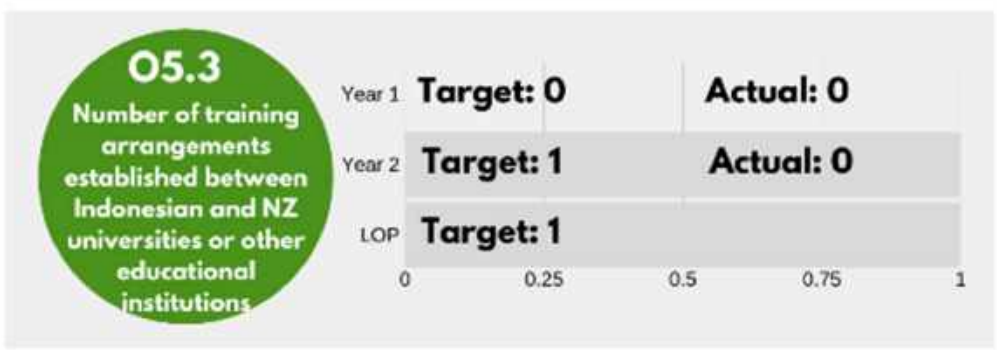 O5.3
Number of training
arrangements
established between
Indonesian and NZ
universities or other
educational
institutions
Year 1 Target: 0 Actual: 0
Year 2 Target: 1 Actual: 0
LOP Target: 1
0 0.25 0.5 0.75 1